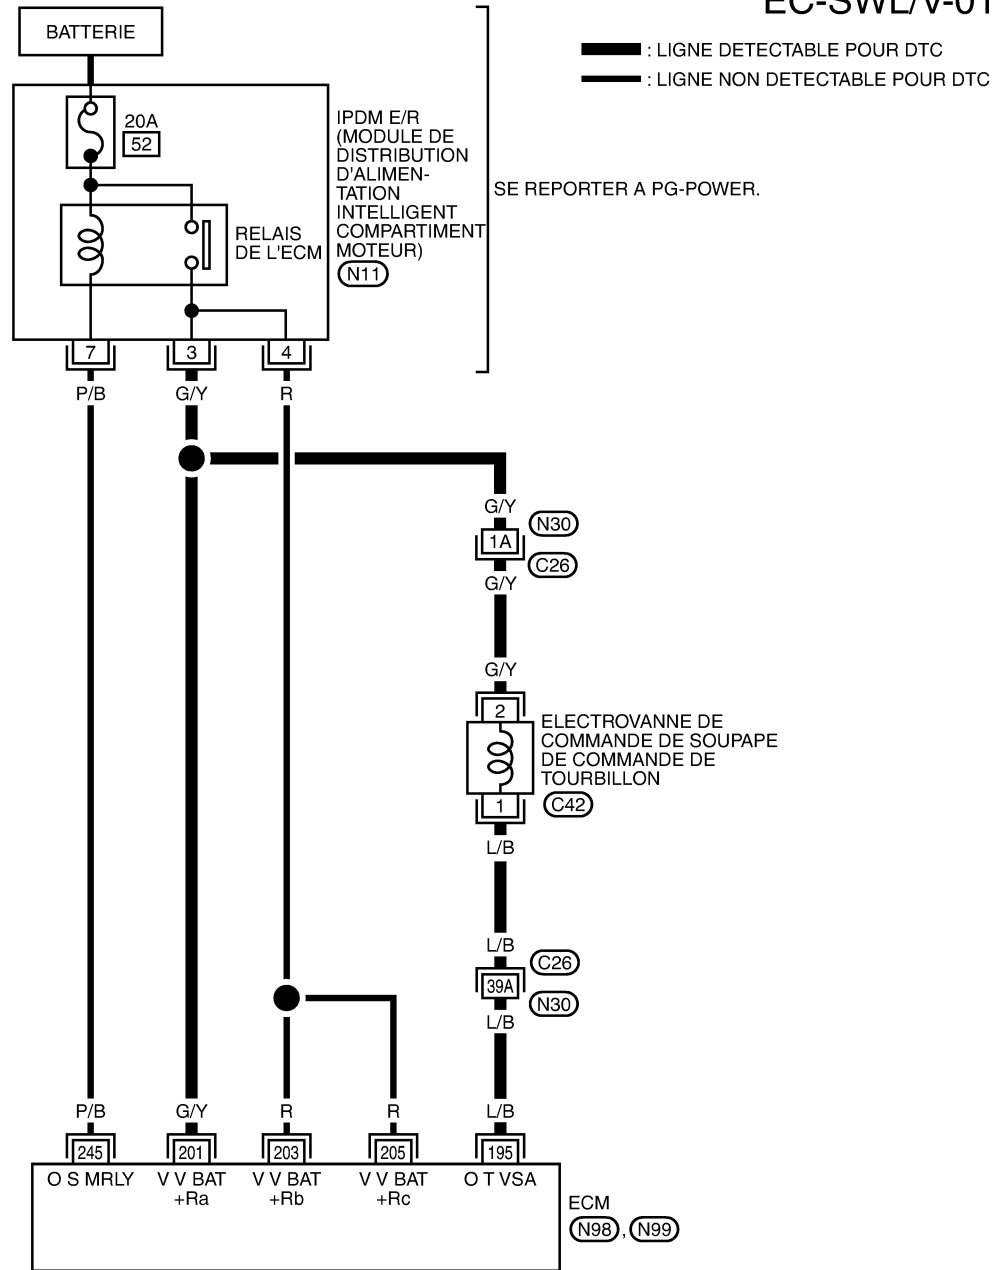 EC-SWL/V-01
BATTERIE
: LIGNE DETECTABLE POUR DTC
: LIGNE NON DETECTABLE POUR DTC
20A
52
IPDM E/R
(MODULE DE
DISTRIBUTION
D'ALIMEN-
TATION
INTELLIGENT
COMPARTIMENT
MOTEUR)
N11
SE REPORTER A PG-POWER.
RELAIS
DE L'ECM
7 3 4
P/B G/Y R
G/Y
N30
1A
C26
G/Y
G/Y
2
ELECTROVANNE DE
COMMANDE DE SOUPAPE
DE COMMANDE DE
TOURBILLON
1
C42
L/B
L/B
C26
39A
N30
L/B
P/B G/Y R R L/B
245 201 203 205 195
O S MRLY V V BAT V V BAT V V BAT O T VSA
+Ra +Rb +Rc
ECM
N98 , N99